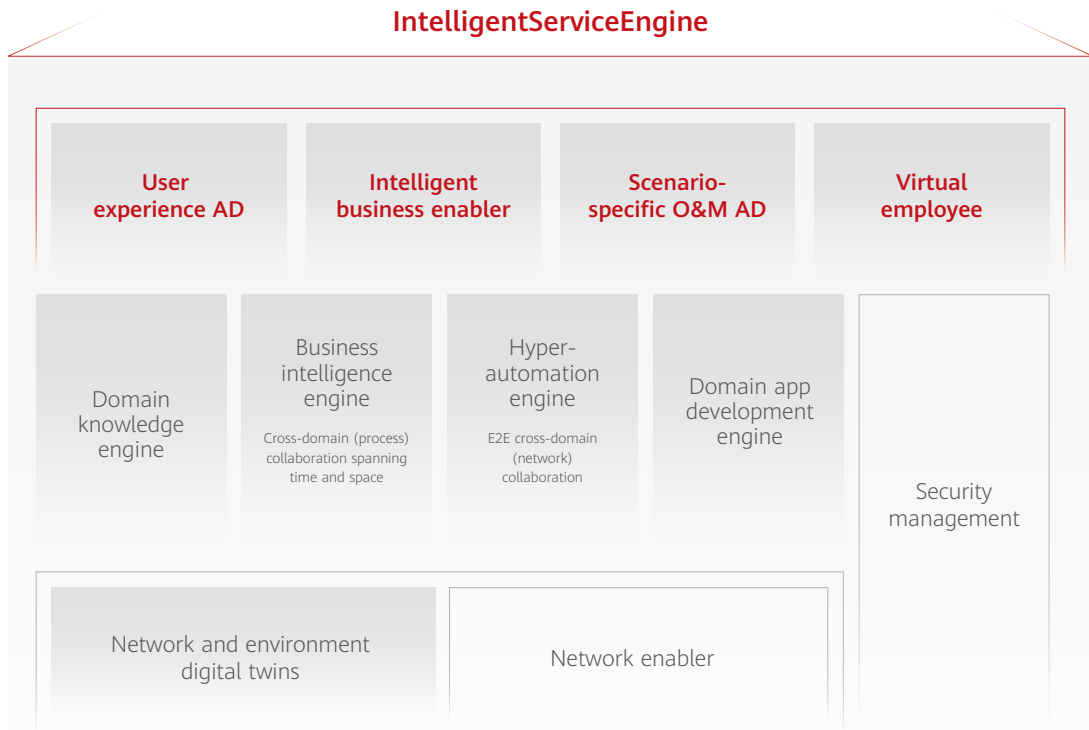 IntelligentServiceEngine
User
experience AD
Intelligent
business enabler
Scenario-
specific O&M AD
Virtual
employee
Domain
knowledge
engine
Business
intelligence
engine
Cross-domain (process)
collaboration spanning
time and space
Hyper-
automation
engine
E2E cross-domain
(network)
collaboration
Domain app
development
engine
Security
management
Network and environment
digital twins
Network enabler